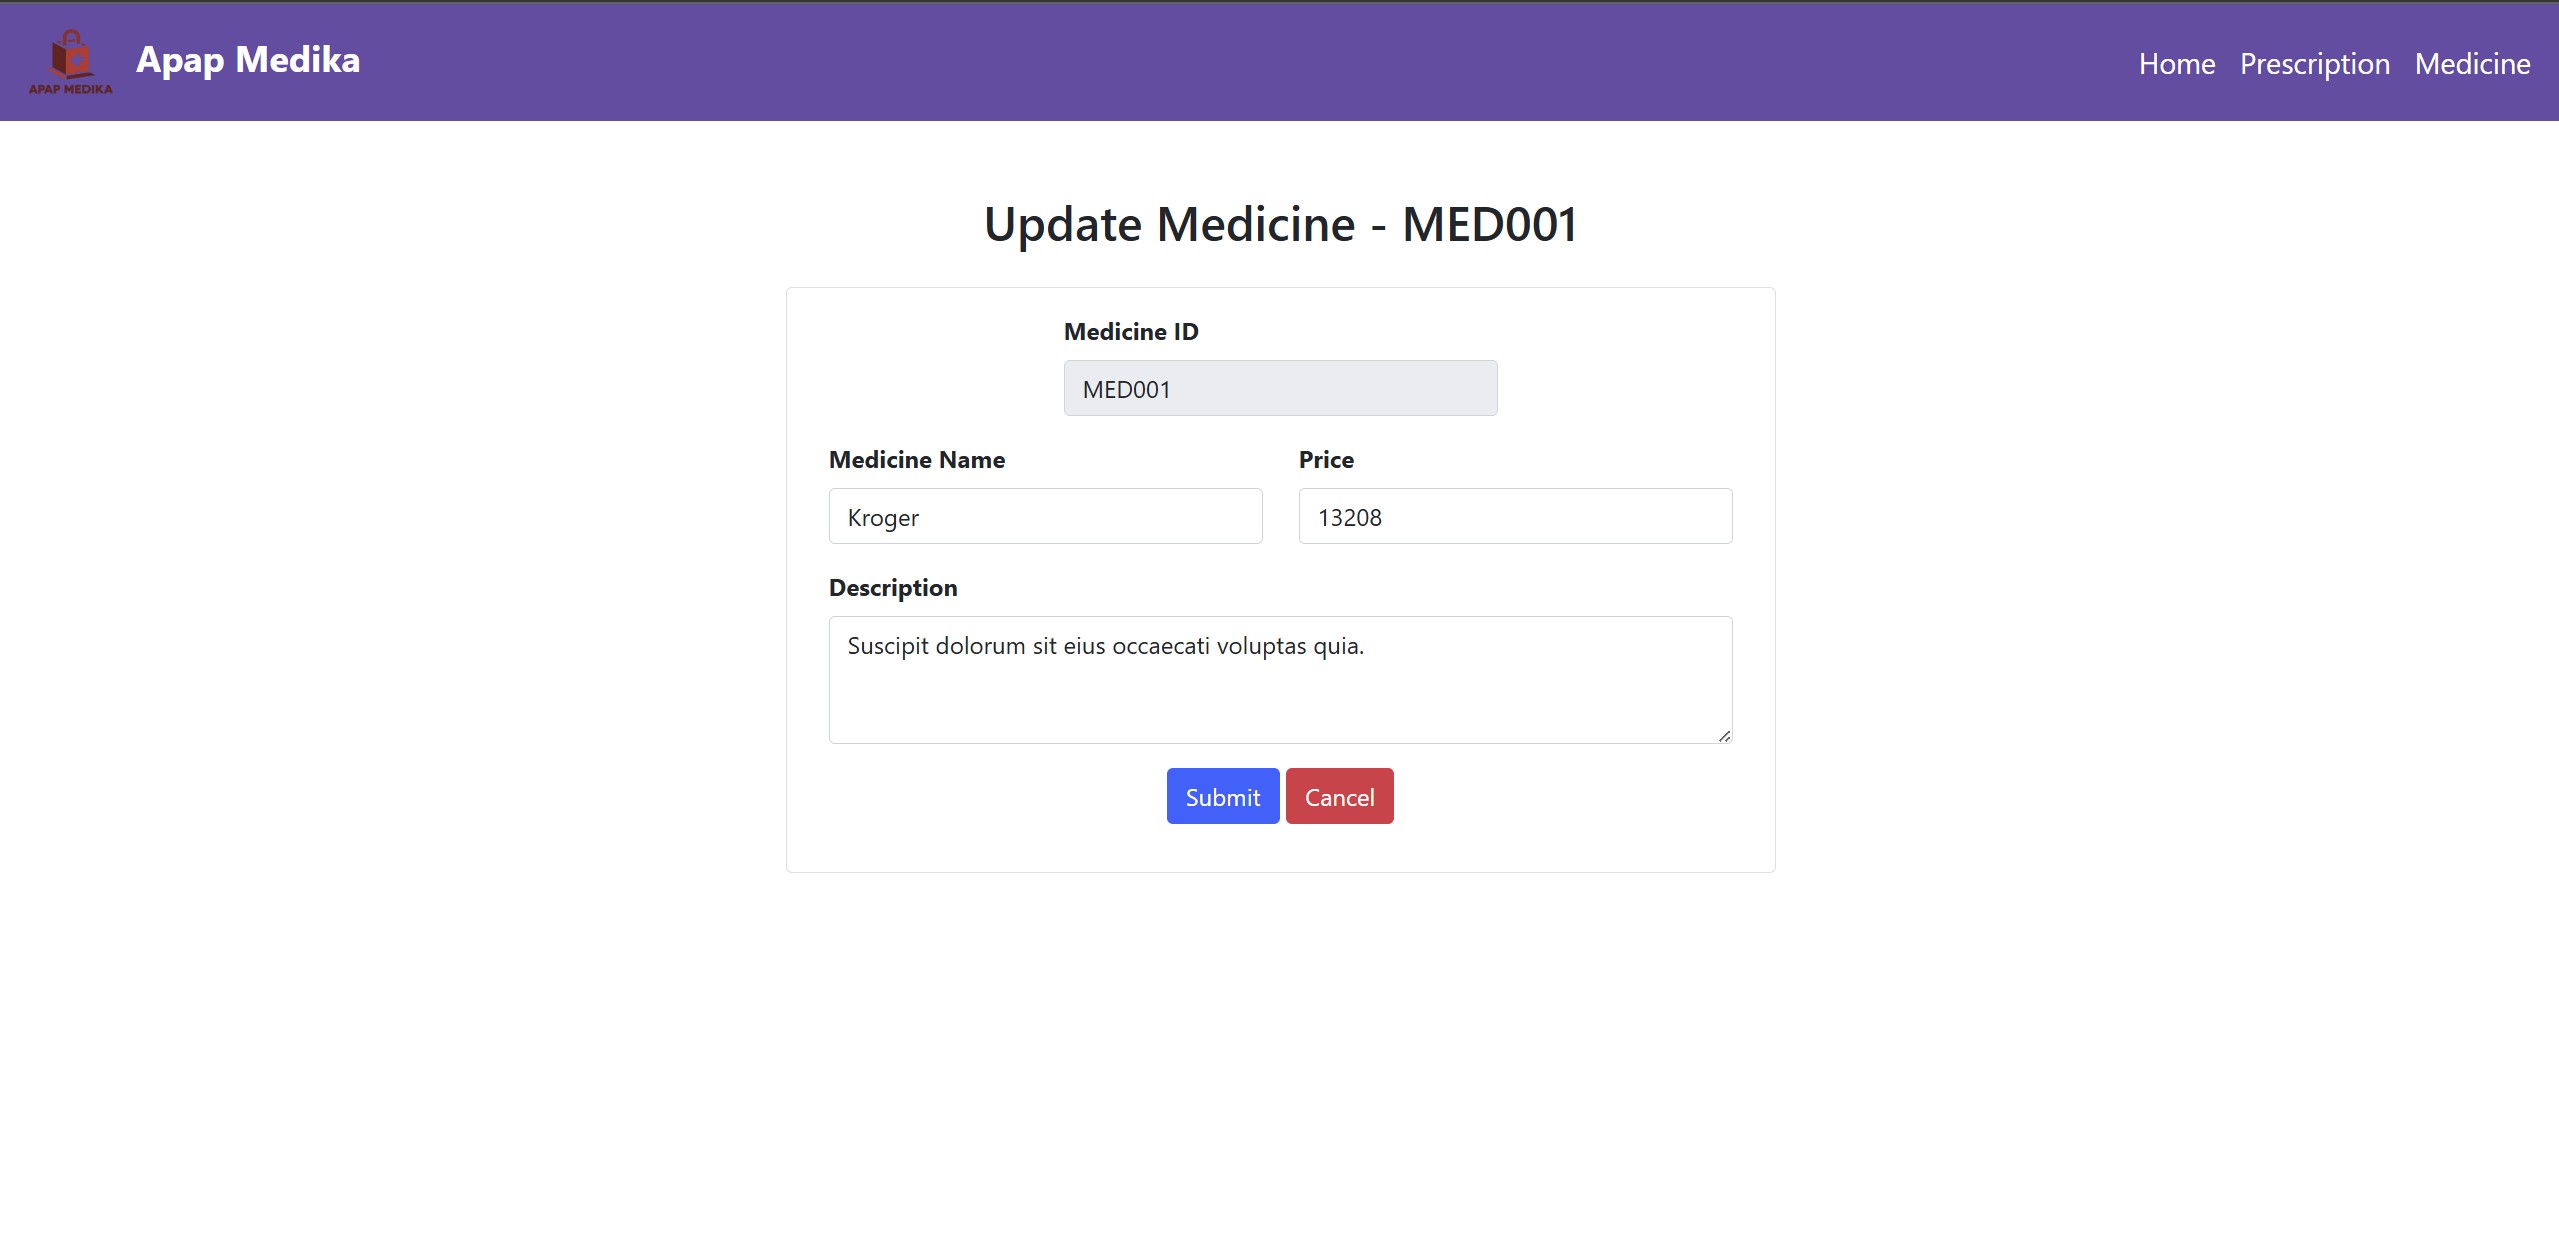 APAP MEDIKA
Apap Medika
Home Prescription Medicine
Update Medicine - MED001
Medicine ID
MED001
Medicine Name
Price
Kroger
13208
Description
Suscipit dolorum sit eius occaecati voluptas quia.
Submit Cancel